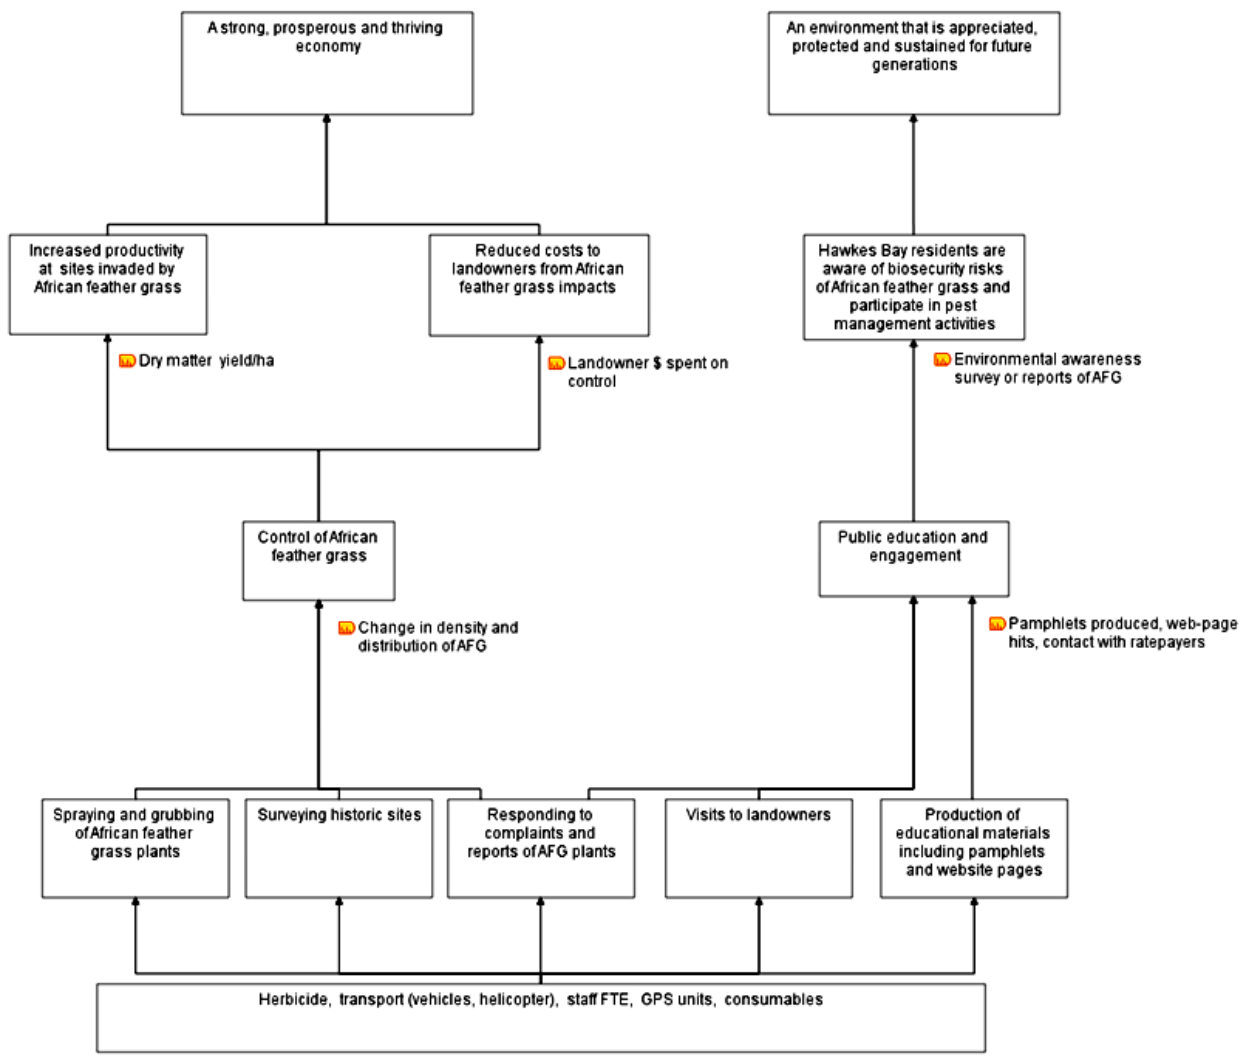 A strong, prosperous and thriving
economy
An environment that is appreciated,
protected and sustained for future
generations
Increased productivity
at sites invaded by
African feather grass
Reduced costs to
landowners from African
feather grass impacts
Hawkes Bay residents are
aware of biosecurity risks
of African feather grass and
participate in pest
management activities
Dry matter yield/ha
Landowner $ spent on
control
Environmental awareness
survey or reports of AFG
Control of African
feather grass
Public education and
engagement
Change in density and
distribution of AFG
Pamphlets produced, web-page
hits, contact with ratepayers
Spraying and grubbing
of African feather
grass plants
Surveying historic sites
Responding to
complaints and
reports of AFG plants
Visits to landowners
Production of
educational materials
including pamphlets
and website pages
Herbicide, transport (vehicles, helicopter), staff FTE, GPS units, consumables